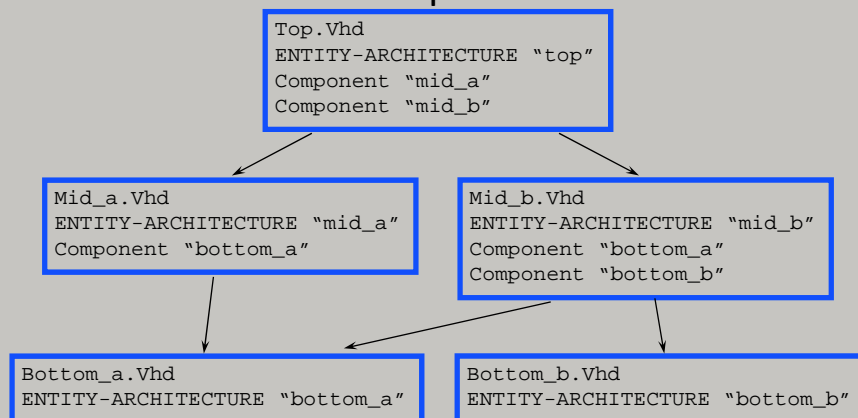 Top.Vhd
ENTITY-ARCHITECTURE “top”
Component “mid_a”
Component “mid_b”
Mid_a.Vhd
ENTITY-ARCHITECTURE “mid_a”
Component “bottom_a”
Mid_b.Vhd
ENTITY-ARCHITECTURE “mid_b”
Component “bottom_a”
Component “bottom_b”
Bottom_a.Vhd
ENTITY-ARCHITECTURE “bottom_a”
Bottom_b.Vhd
ENTITY-ARCHITECTURE “bottom_b”